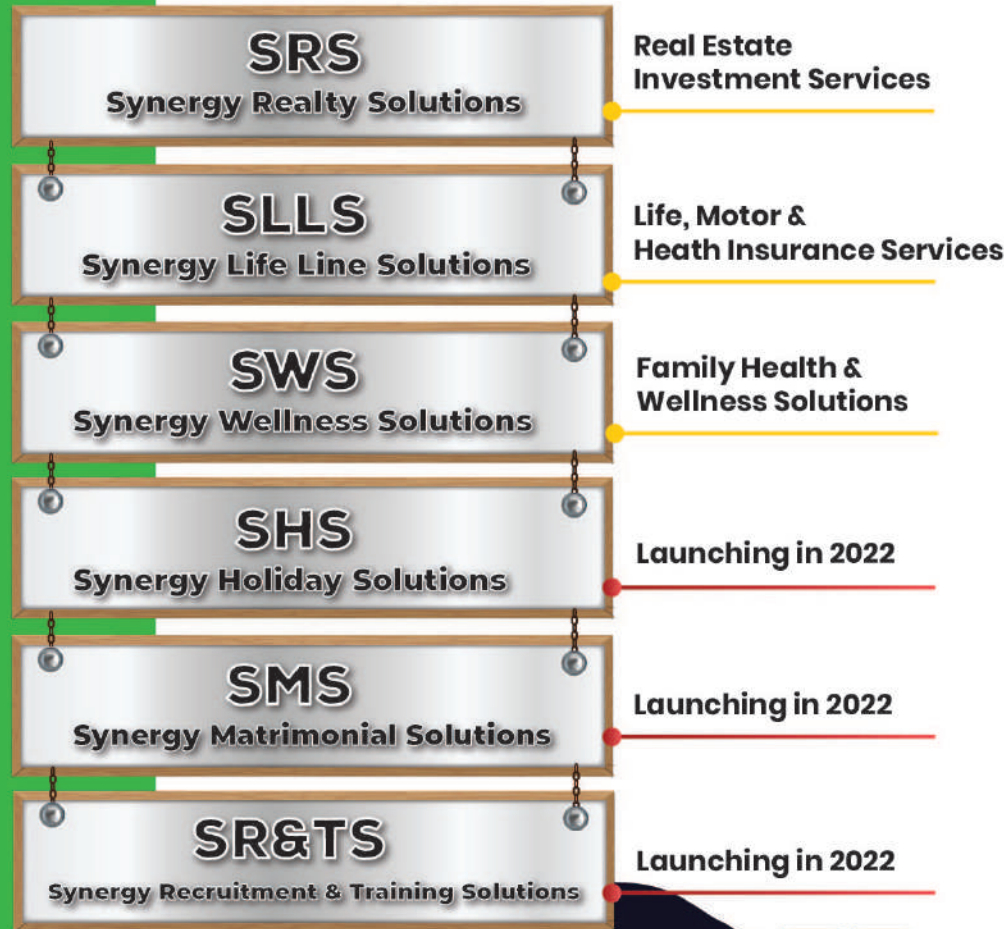 SRS
Synergy Realty Solutions
Real Estate
Investment Services
SLLS
Synergy Life Line Solutions
Life, Motor &
Heath Insurance Services
SWS
Synergy Wellness Solutions
Family Health &
Wellness Solutions
SHS
Synergy Holiday Solutions
Launching in 2022
SMS
Synergy Matrimonial Solutions
Launching in 2022
SR&TS
Synergy Recruitment & Training Solutions
Launching in 2022